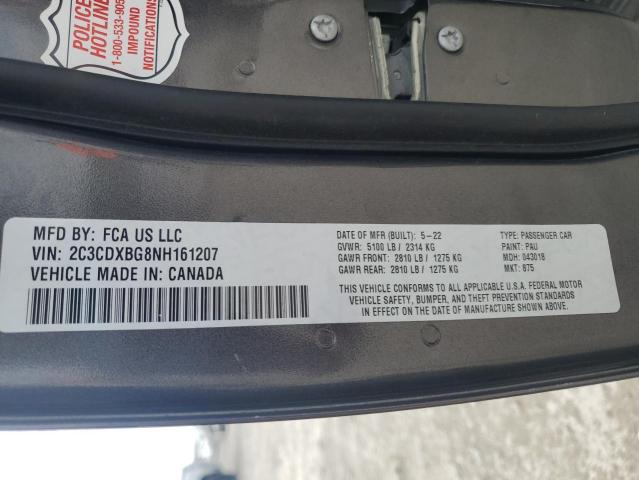 POLICE
HOTLINE
1-800-533-905
IMPOUND
NOTIFICATIONS
MFD BY: FCA US LLC
VIN: 2C3CDXBG8NH161207
VEHICLE MADE IN: CANADA
DATE OF MFR (BUILT): 5-22
GVWR: 5100 LB / 2314 KG
GAWR FRONT: 2810 LB / 1275 KG
GAWR REAR: 2810 LB / 1275 KG
TYPE: PASSENGER CAR
PAINT: PAU
MDH: 043018
MKT: 875
THIS VEHICLE CONFORMS TO ALL APPLICABLE U.S.A. FEDERAL MOTOR
VEHICLE SAFETY, BUMPER, AND THEFT PREVENTION STANDARDS
IN EFFECT ON THE DATE OF MANUFACTURE SHOWN ABOVE.